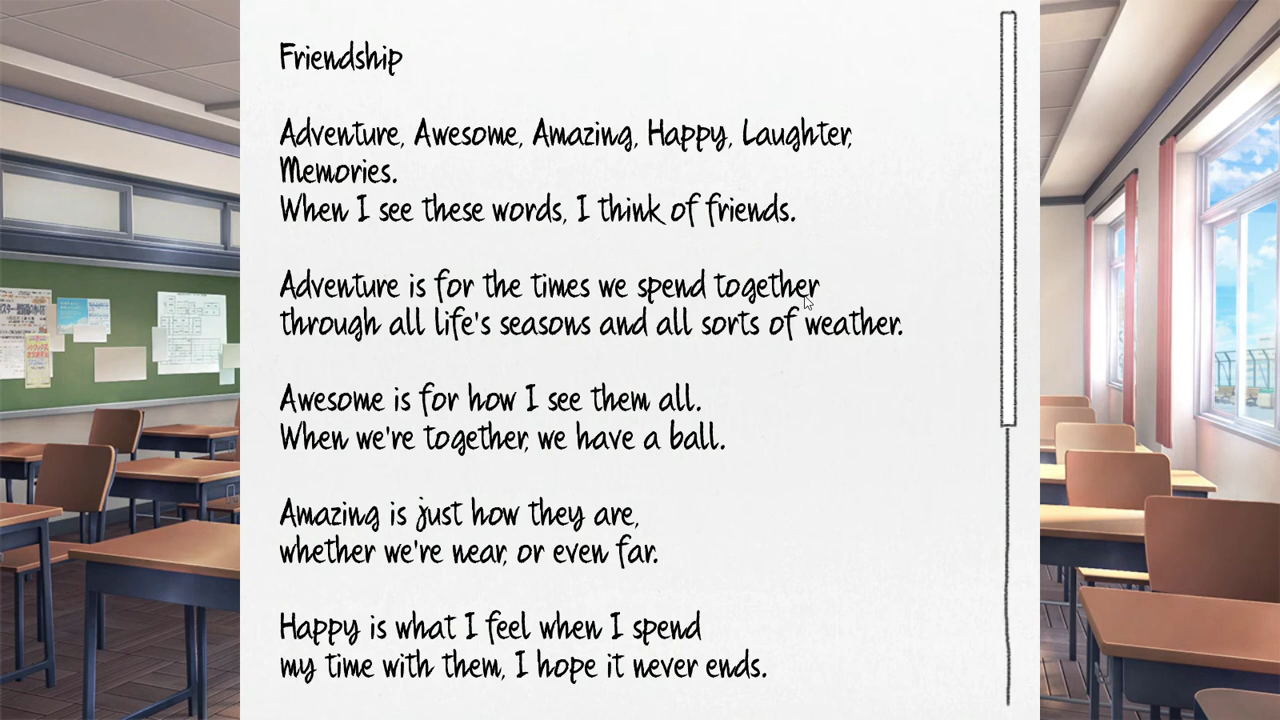 Friendship
Adventure, Awesome, Amazing, Happy, Laughter,
Memories.
When I see these words, I think of friends.
Adventure is for the times we spend together
through all life's seasons and all sorts of weather.
Awesome is for how I see them all.
When we're together, we have a ball.
Amazing is just how they are,
whether we're near, or even far.
Happy is what I feel when I spend
my time with them, I hope it never ends.